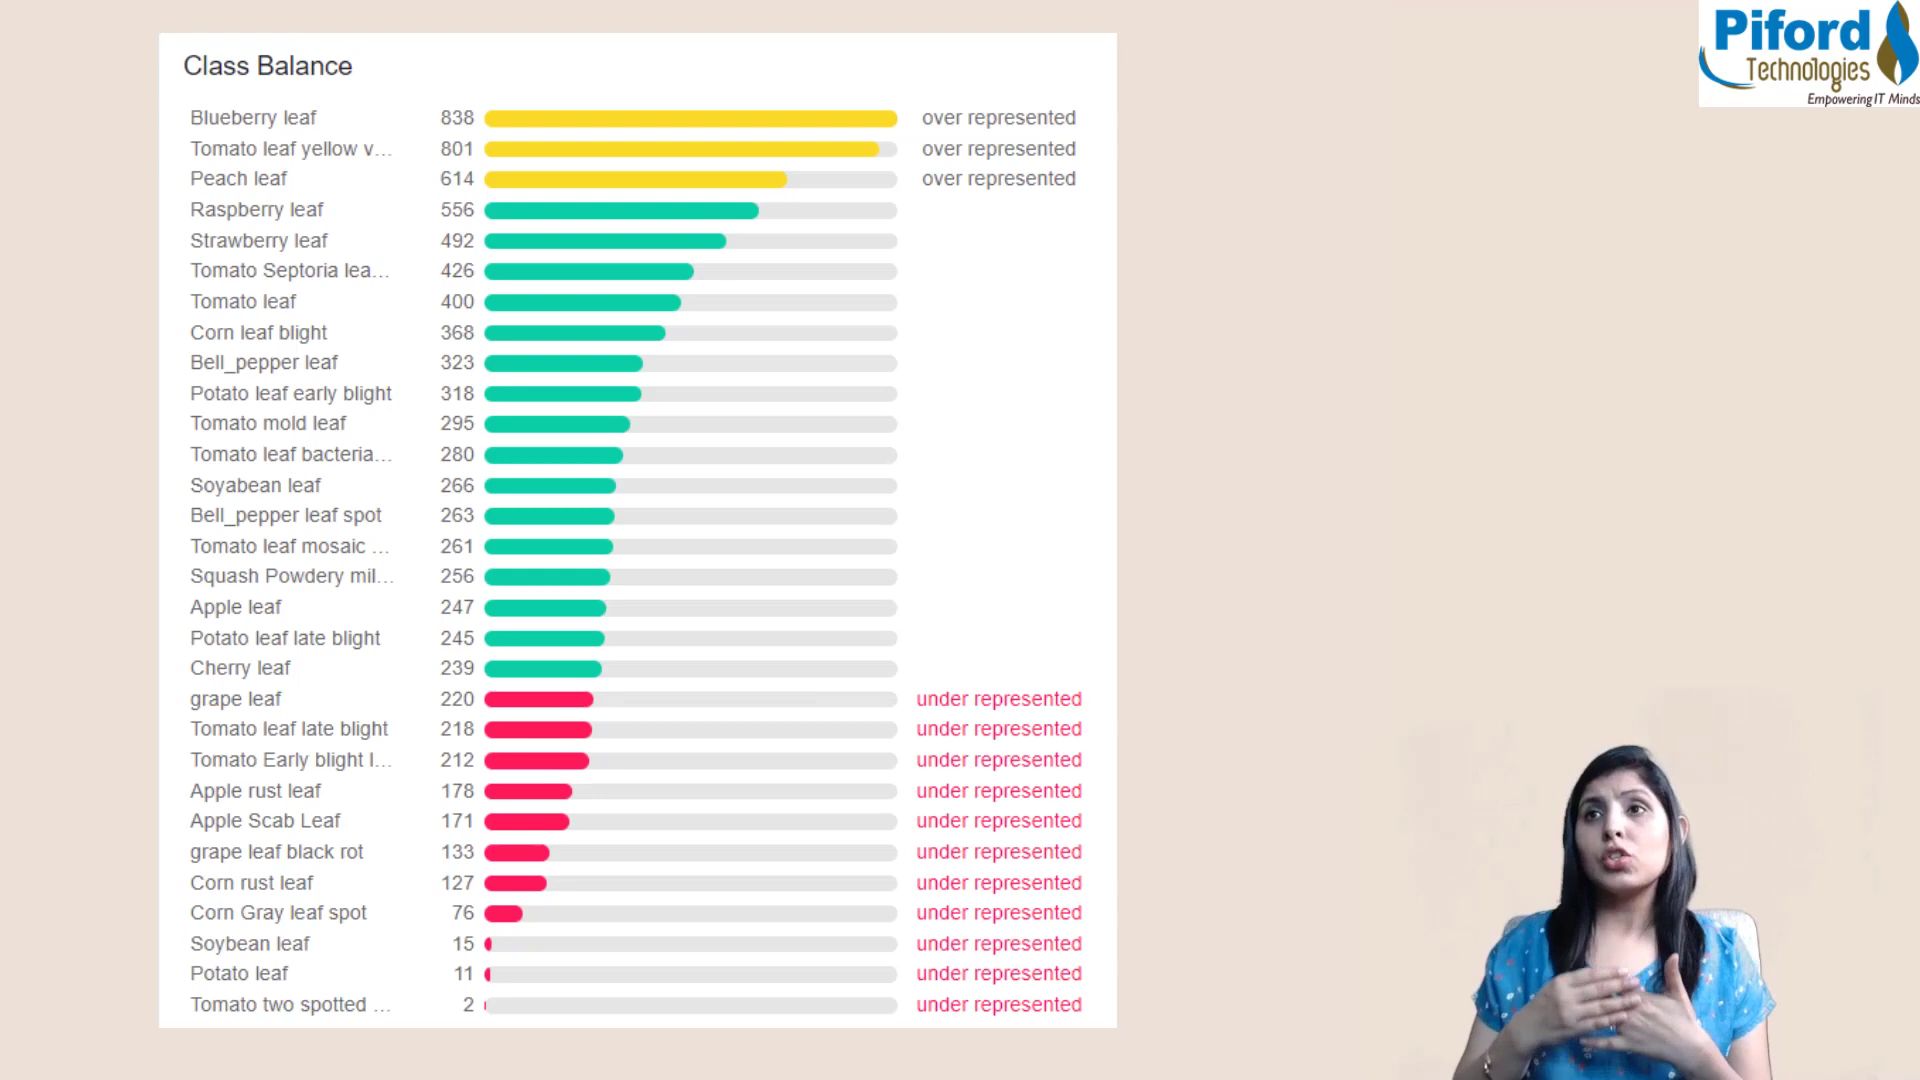 Piford
Technologies
Empowering IT Minds
Class Balance
Blueberry leaf 838 over represented
Tomato leaf yellow v... 801 over represented
Peach leaf 614 over represented
Raspberry leaf 556
Strawberry leaf 492
Tomato Septoria lea... 426
Tomato leaf 400
Corn leaf blight 368
Bell_pepper leaf 323
Potato leaf early blight 318
Tomato mold leaf 295
Tomato leaf bacteria... 280
Soyabean leaf 266
Bell_pepper leaf spot 263
Tomato leaf mosaic ... 261
Squash Powdery mil... 256
Apple leaf 247
Potato leaf late blight 245
Cherry leaf 239
grape leaf 220 under represented
Tomato leaf late blight 218 under represented
Tomato Early blight l... 212 under represented
Apple rust leaf 178 under represented
Apple Scab Leaf 171 under represented
grape leaf black rot 133 under represented
Corn rust leaf 127 under represented
Corn Gray leaf spot 76 under represented
Soybean leaf 15 under represented
Potato leaf 11 under represented
Tomato two spotted ... 2 under represented